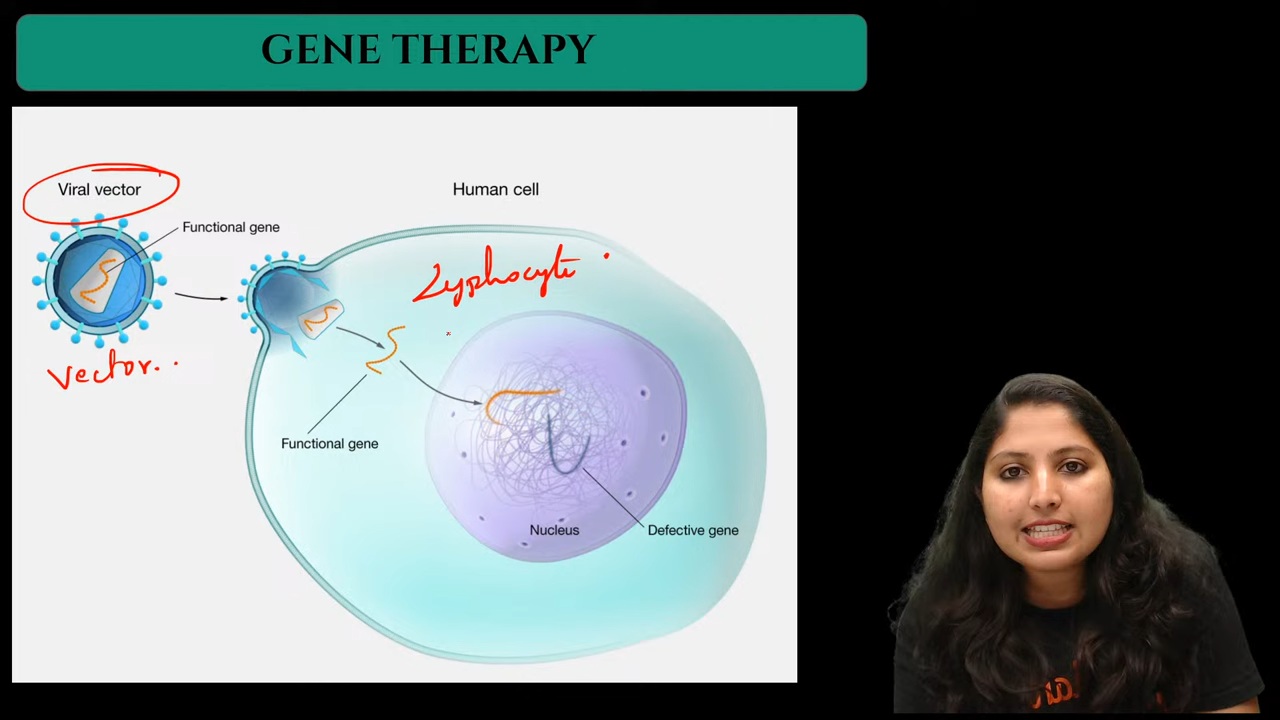 GENE THERAPY
Viral vector
Human cell
Functional gene
Lyphocyte
vector..
Functional gene
Nucleus
Defective gene